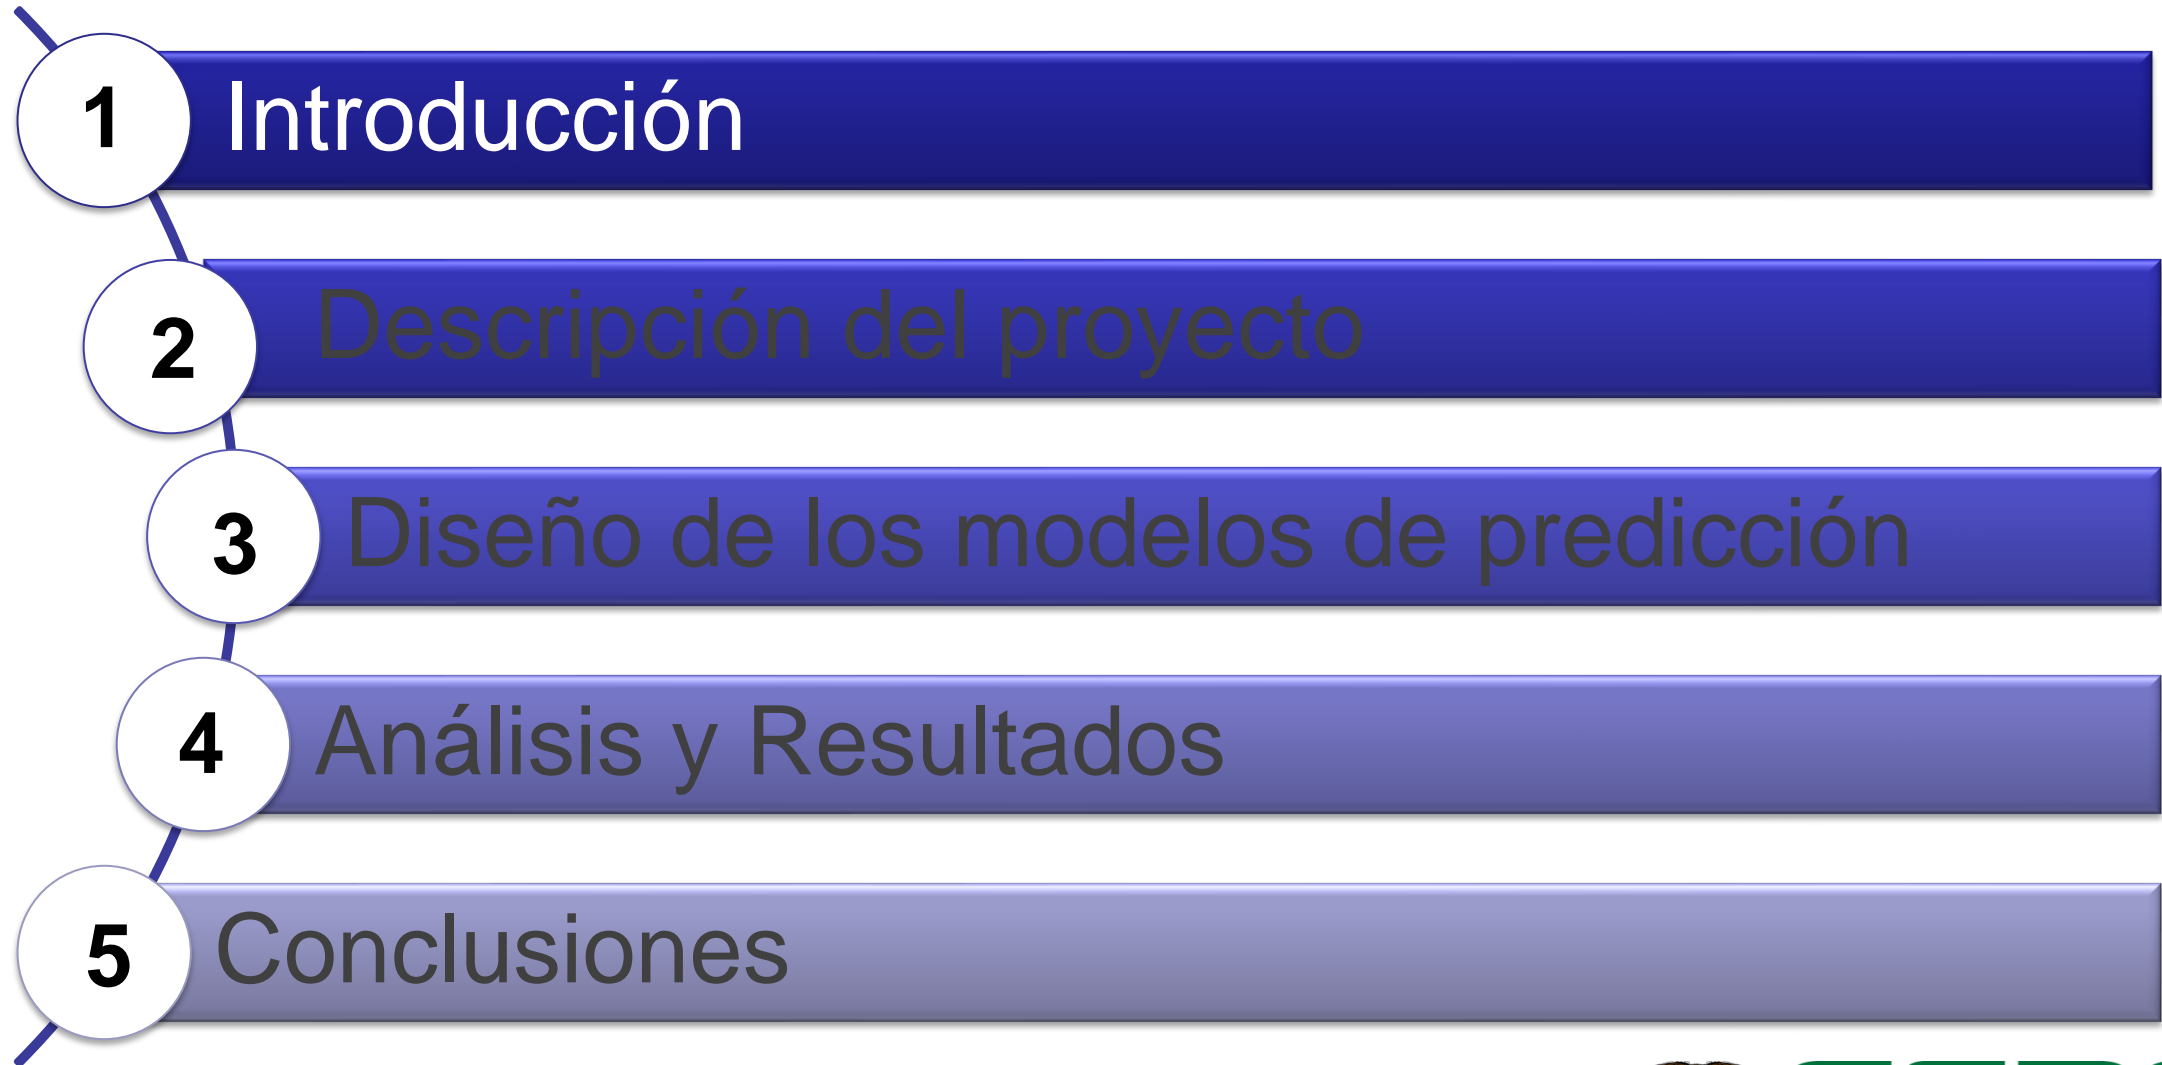 1 Introducción
2 Descripción del proyecto
3 Diseño de los modelos de predicción
4 Análisis y Resultados
5 Conclusiones